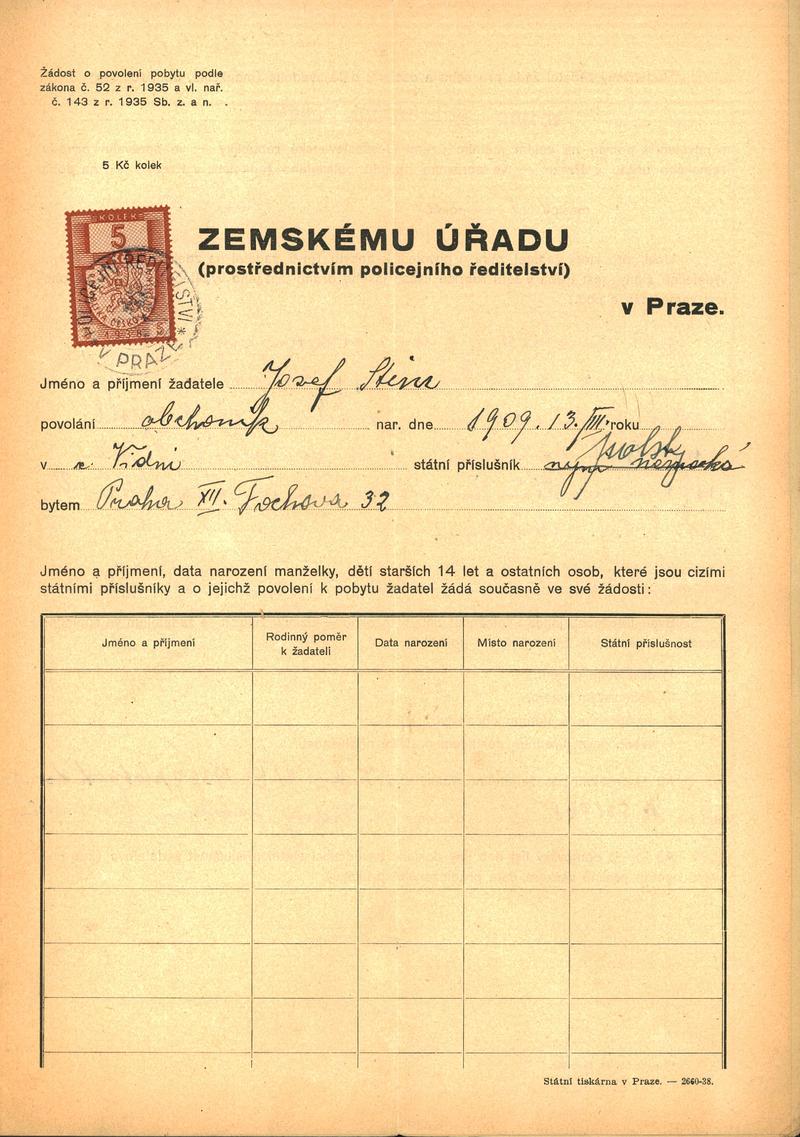 Žádost o povolení pobytu podle
zákona č. 52 z r. 1935 a vl. nař.
č. 143 z r. 1935 Sb. z. a n.
5 Kč kolek
KOLEK
5
POLICEJNÍ ŘEDITELSTVÍ
PRAZE
ZEMSKÉMU ÚŘADU
(prostřednictvím policejního ředitelství)
v Praze.
Jméno a příjmení žadatele Josef Stein
povolání obchoník nar. dne 1909. 13./III. roku
v Vídni státní příslušník
bytem Praha XII. Fochova 32
Jméno a příjmení, data narození manželky, dětí starších 14 let a ostatních osob, které jsou cizími
státními příslušníky a o jejichž povolení k pobytu žadatel žádá současně ve své žádosti:
Jméno a příjmení
Rodinný poměr
k žadateli
Data narození
Místo narození
Státní příslušnost
Státní tiskárna v Praze. — 2660-38.